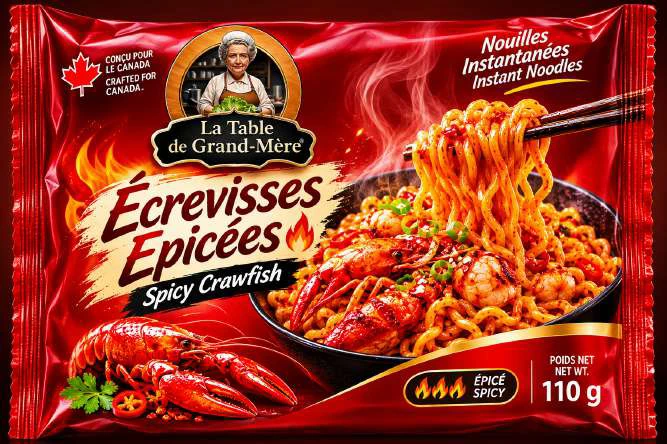 CONÇU POUR
LE CANADA
CRAFTED FOR
CANADA.
La Table
de Grand-Mère
Nouilles
Instantanées
Instant Noodles
Écrevisses
Epicées
Spicy Crawfish
ÉPICÉ
SPICY
POIDS NET
NET WT.
110 g